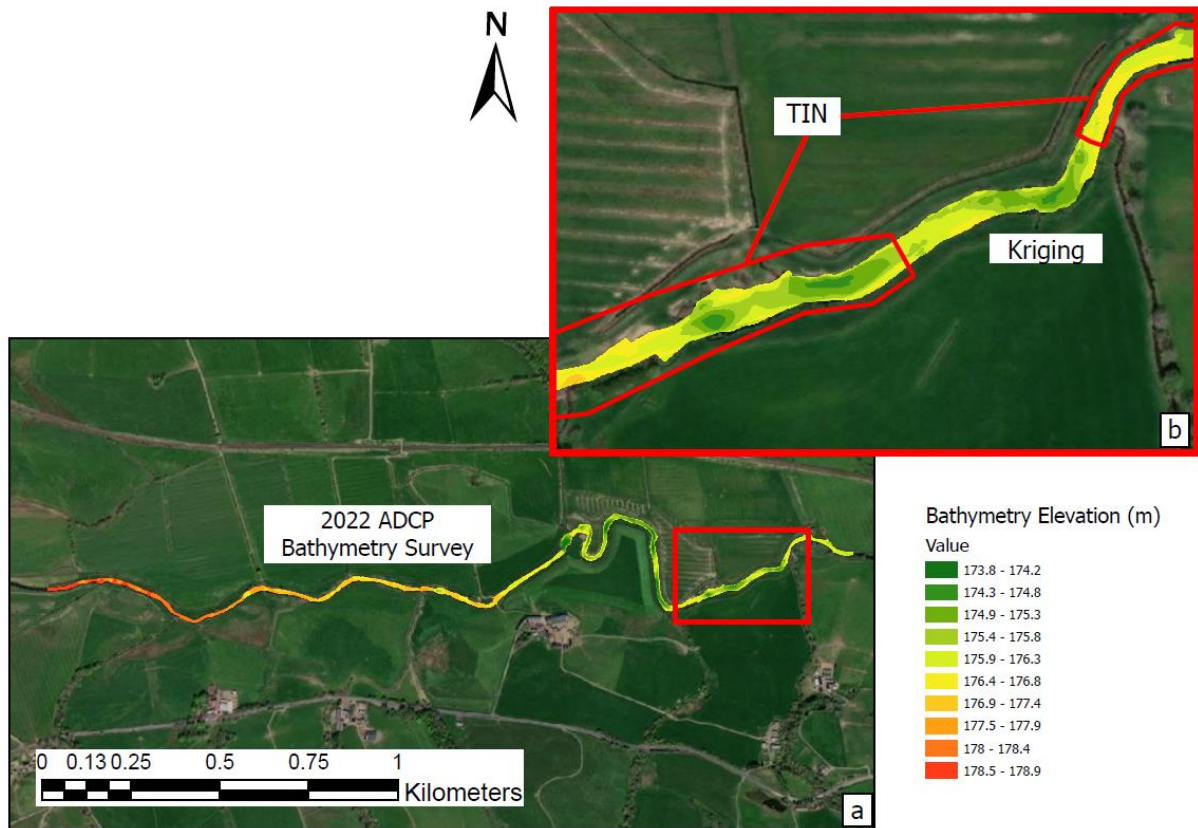 N
TIN
Kriging
b
2022 ADCP
Bathymetry Survey
0 0.13 0.25 0.5 0.75 1
Kilometers
a
Bathymetry Elevation (m)
Value
173.8 - 174.2
174.3 - 174.8
174.9 - 175.3
175.4 - 175.8
175.9 - 176.3
176.4 - 176.8
176.9 - 177.4
177.5 - 177.9
178 - 178.4
178.5 - 178.9